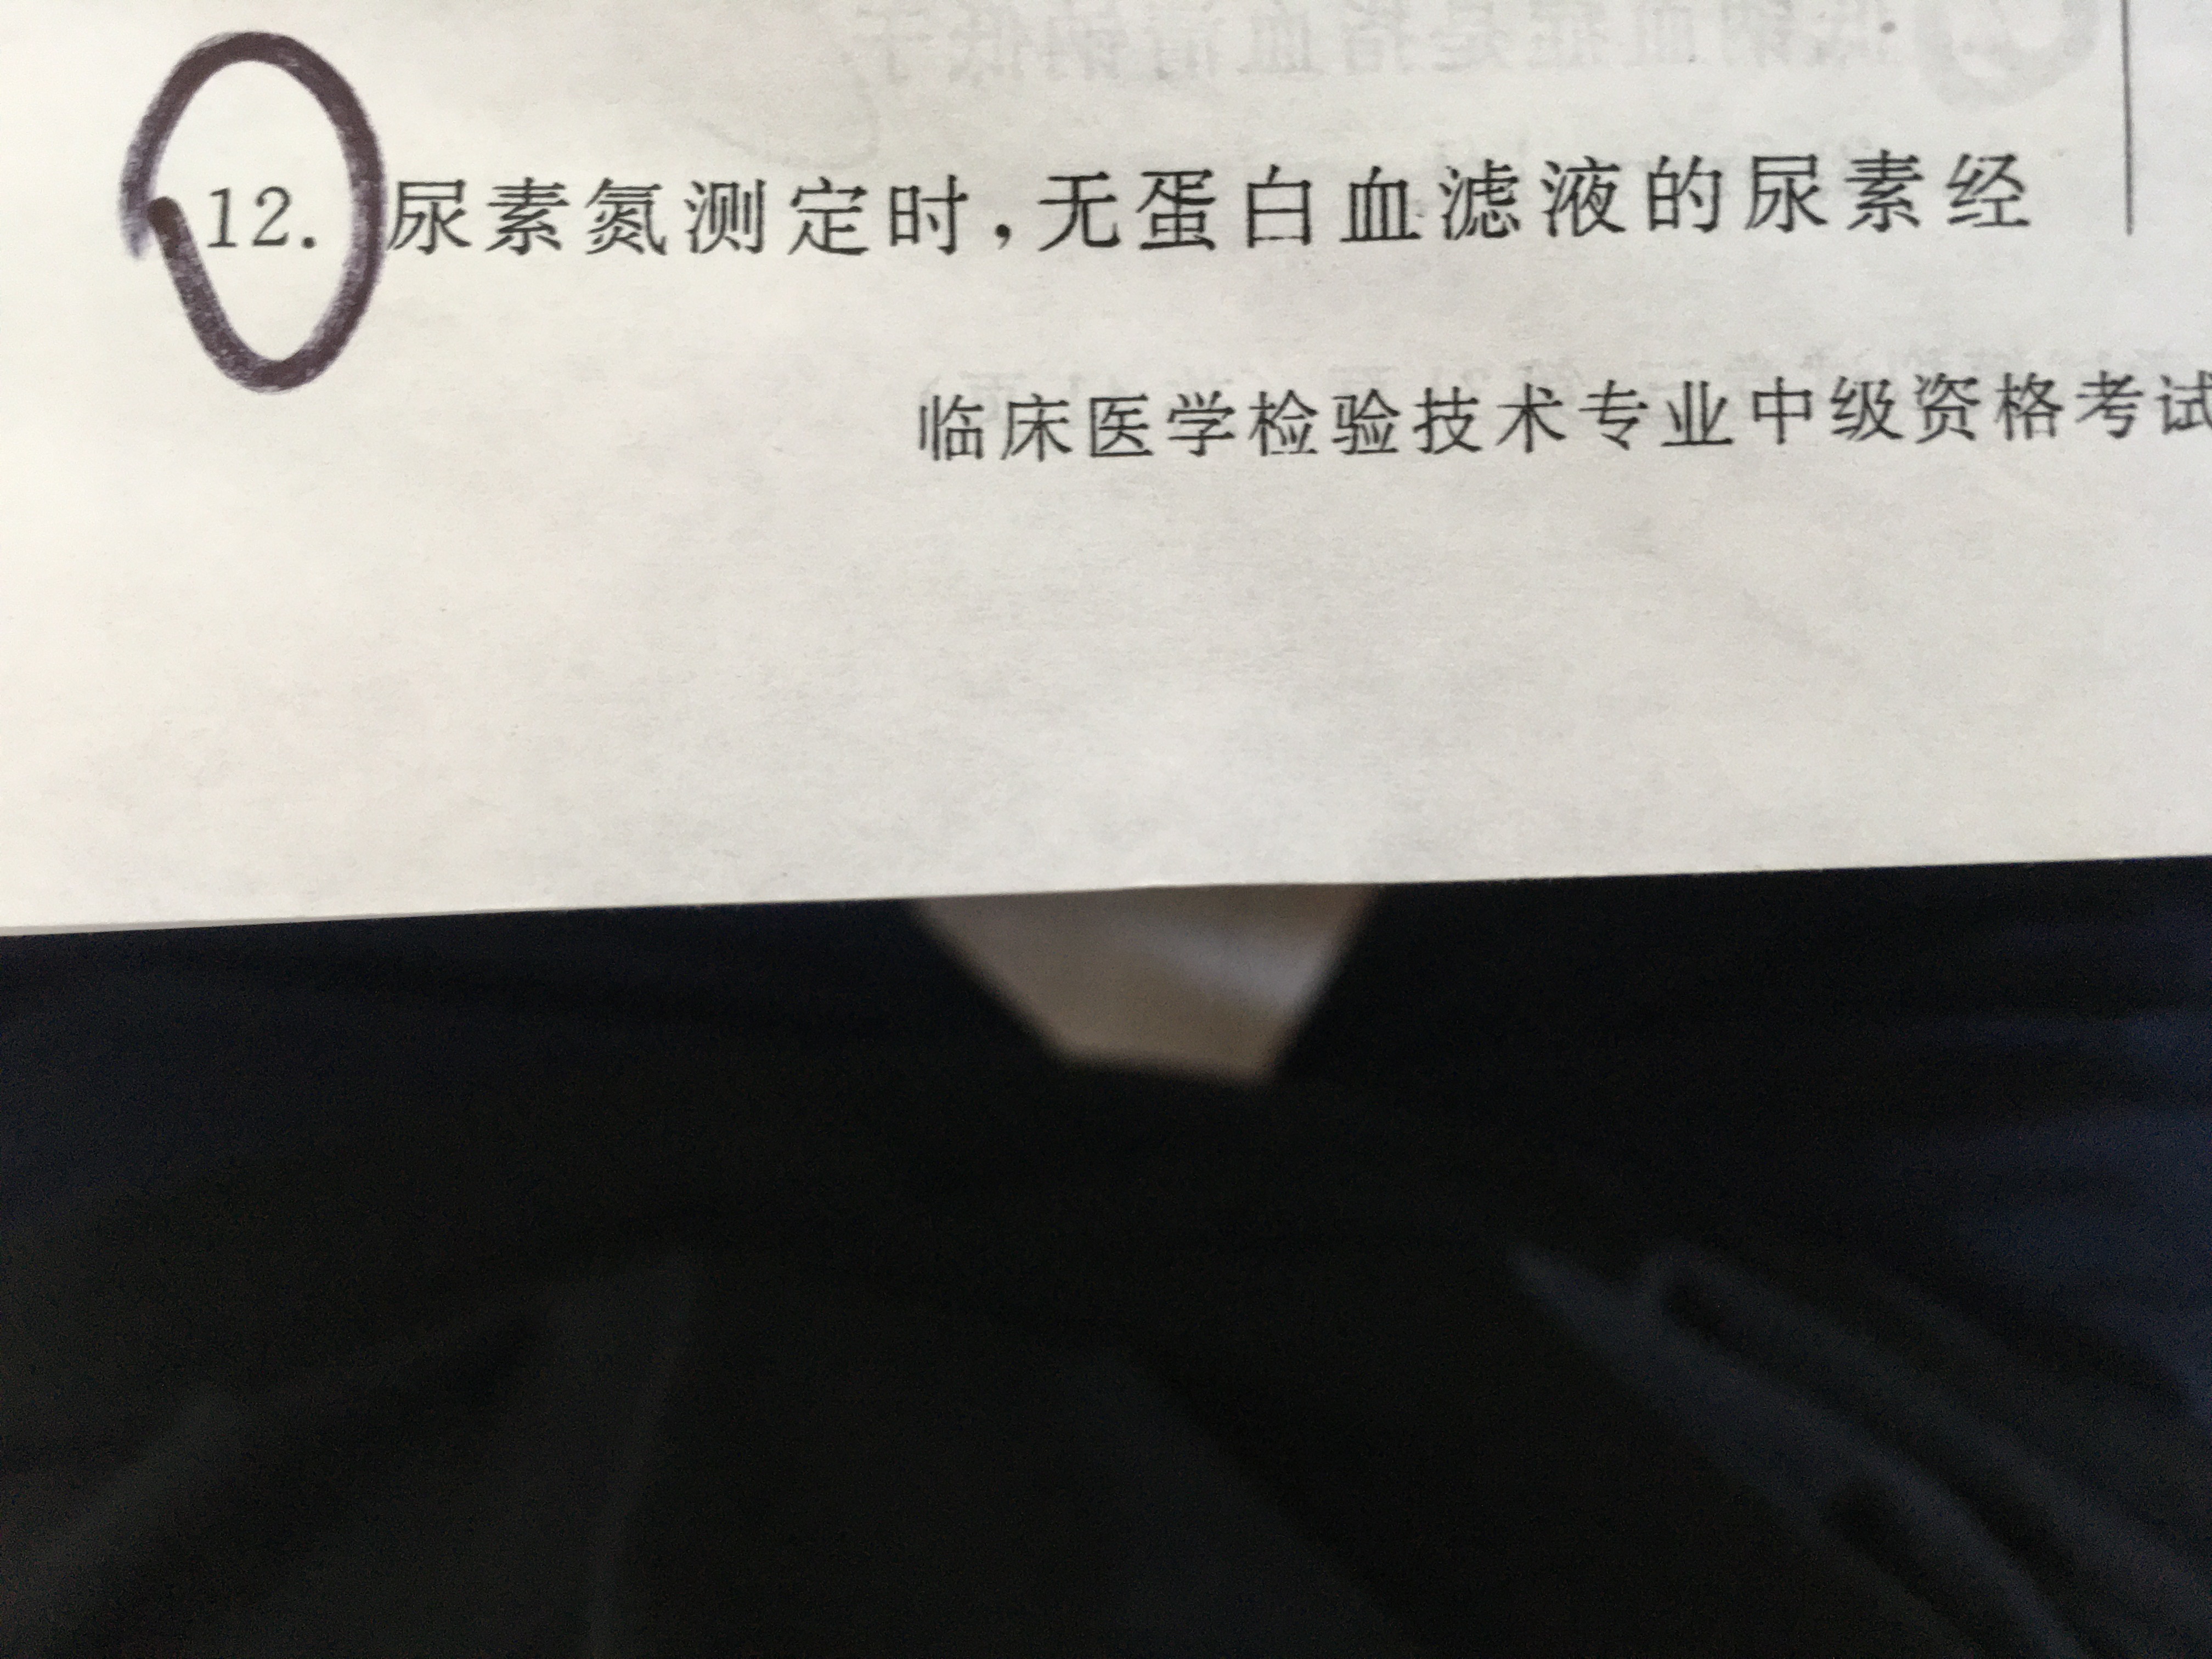 12. 尿素氮测定时，无蛋白血滤液的尿素经
临床医学检验技术专业中级资格考试